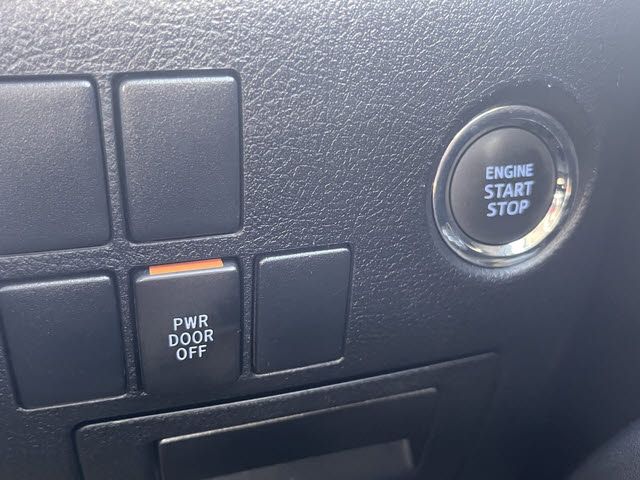 ENGINE
START
STOP
PWR
DOOR
OFF